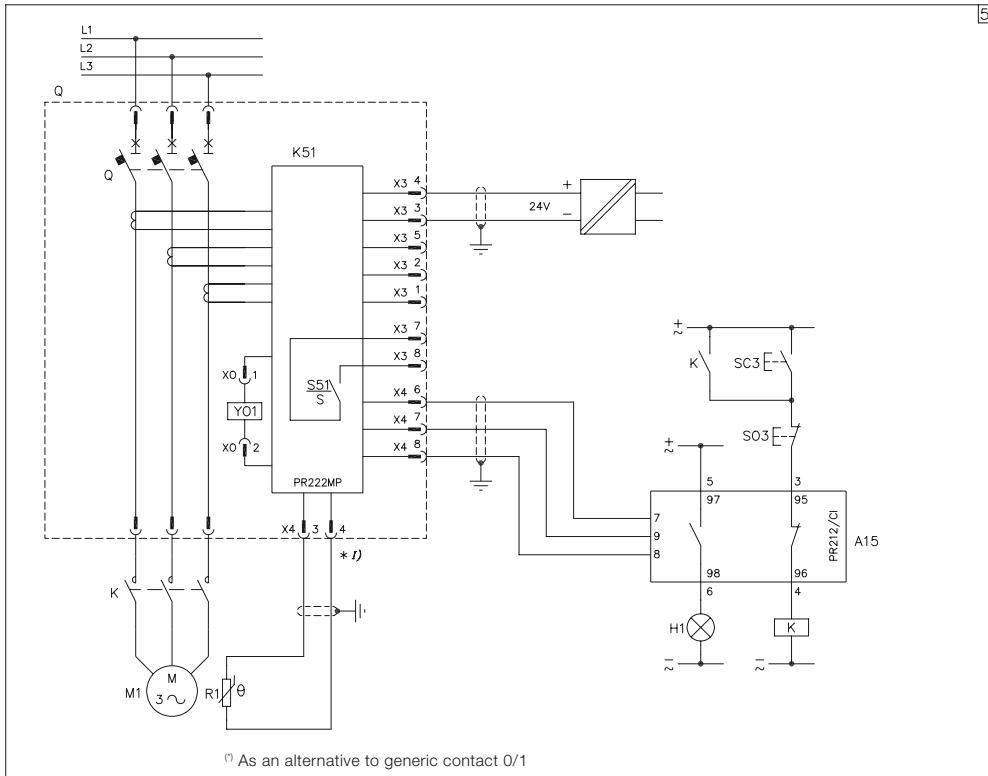 5
L1
L2
L3
Q
K51
Q
X3 4
X3 3
X3 5
X3 2
X3 1
X3 7
X3 8
X4 6
X4 7
X4 8
+
24V
−
S51
S
X0 1
Y01
X0 2
PR222MP
X4 3 4
* 1)
K
M1
M
3 ~
R1
θ
+
~
K
SC3
SO3
+
~
5
3
97
95
7
9
8
PR212/CI
A15
98
96
6
4
H1
K
−
~
−
~
(*) As an alternative to generic contact 0/1